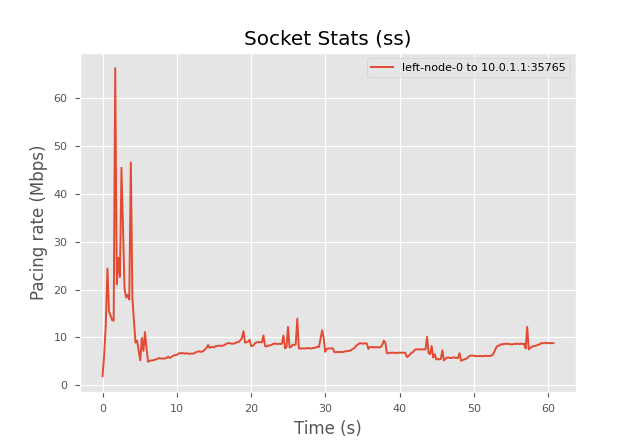 Socket Stats (ss)
left-node-0 to 10.0.1.1:35765
Pacing rate (Mbps)
60
50
40
30
20
10
0
0 10 20 30 40 50 60
Time (s)